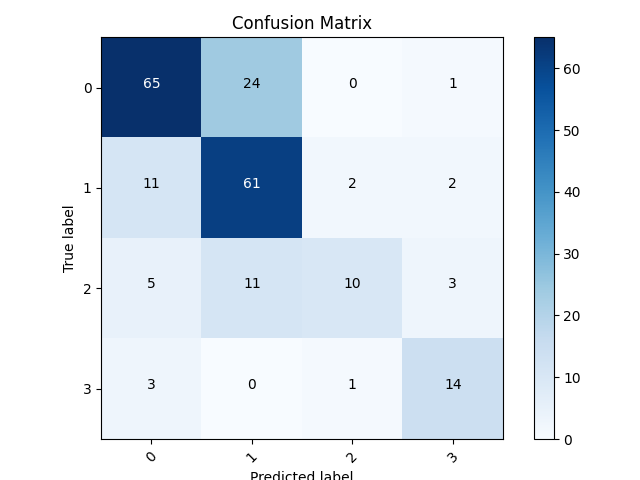 Confusion Matrix
0 65 24 0 1
1 11 61 2 2
2 5 11 10 3
3 3 0 1 14
True label
0 1 2 3
Predicted label
60
50
40
30
20
10
0